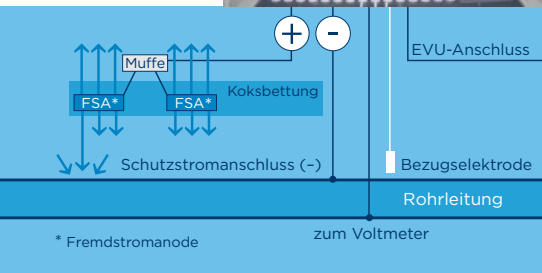 + -
EVU-Anschluss
Muffe
Koksbettung
FSA* FSA*
Schutzstromanschluss (–)
Bezugselektrode
Rohrleitung
* Fremdstromanode
zum Voltmeter